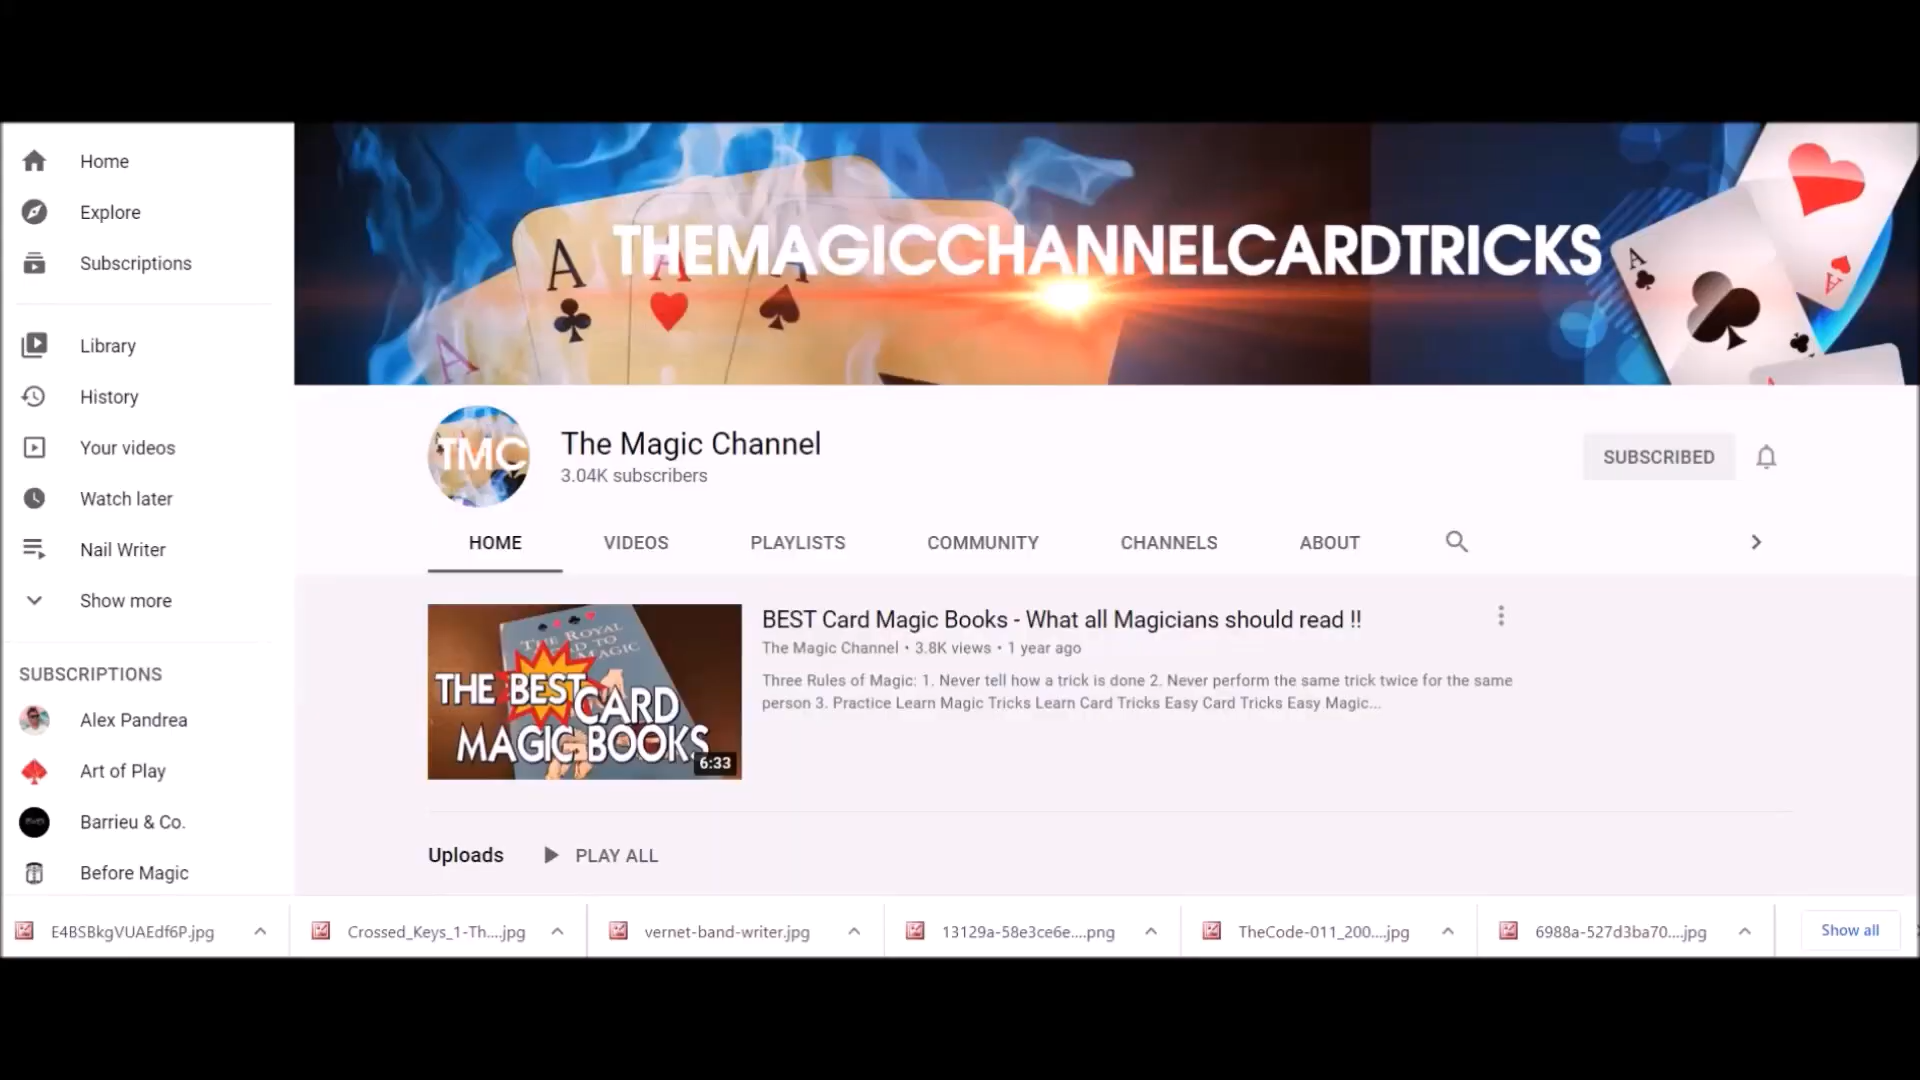 Home
Explore
Subscriptions
Library
History
Your videos
Watch later
Nail Writer
Show more
SUBSCRIPTIONS
Alex Pandrea
Art of Play
Barrieu & Co.
Before Magic
A
A
A
A
THEMAGICCHANNELCARDTRICKS
A
A
TMC
The Magic Channel
3.04K subscribers
SUBSCRIBED
HOME VIDEOS PLAYLISTS COMMUNITY CHANNELS ABOUT
THE ROYAL
MAGIC
THE BEST
CARD
MAGIC BOOKS
6:33
BEST Card Magic Books - What all Magicians should read !!
The Magic Channel • 3.8K views • 1 year ago
Three Rules of Magic: 1. Never tell how a trick is done 2. Never perform the same trick twice for the same
person 3. Practice Learn Magic Tricks Learn Card Tricks Easy Card Tricks Easy Magic...
Uploads PLAY ALL
E4BSBkgVUAEdf6P.jpg Crossed_Keys_1-Th....jpg vernet-band-writer.jpg 13129a-58e3ce6e....png TheCode-011_200....jpg 6988a-527d3ba70....jpg Show all